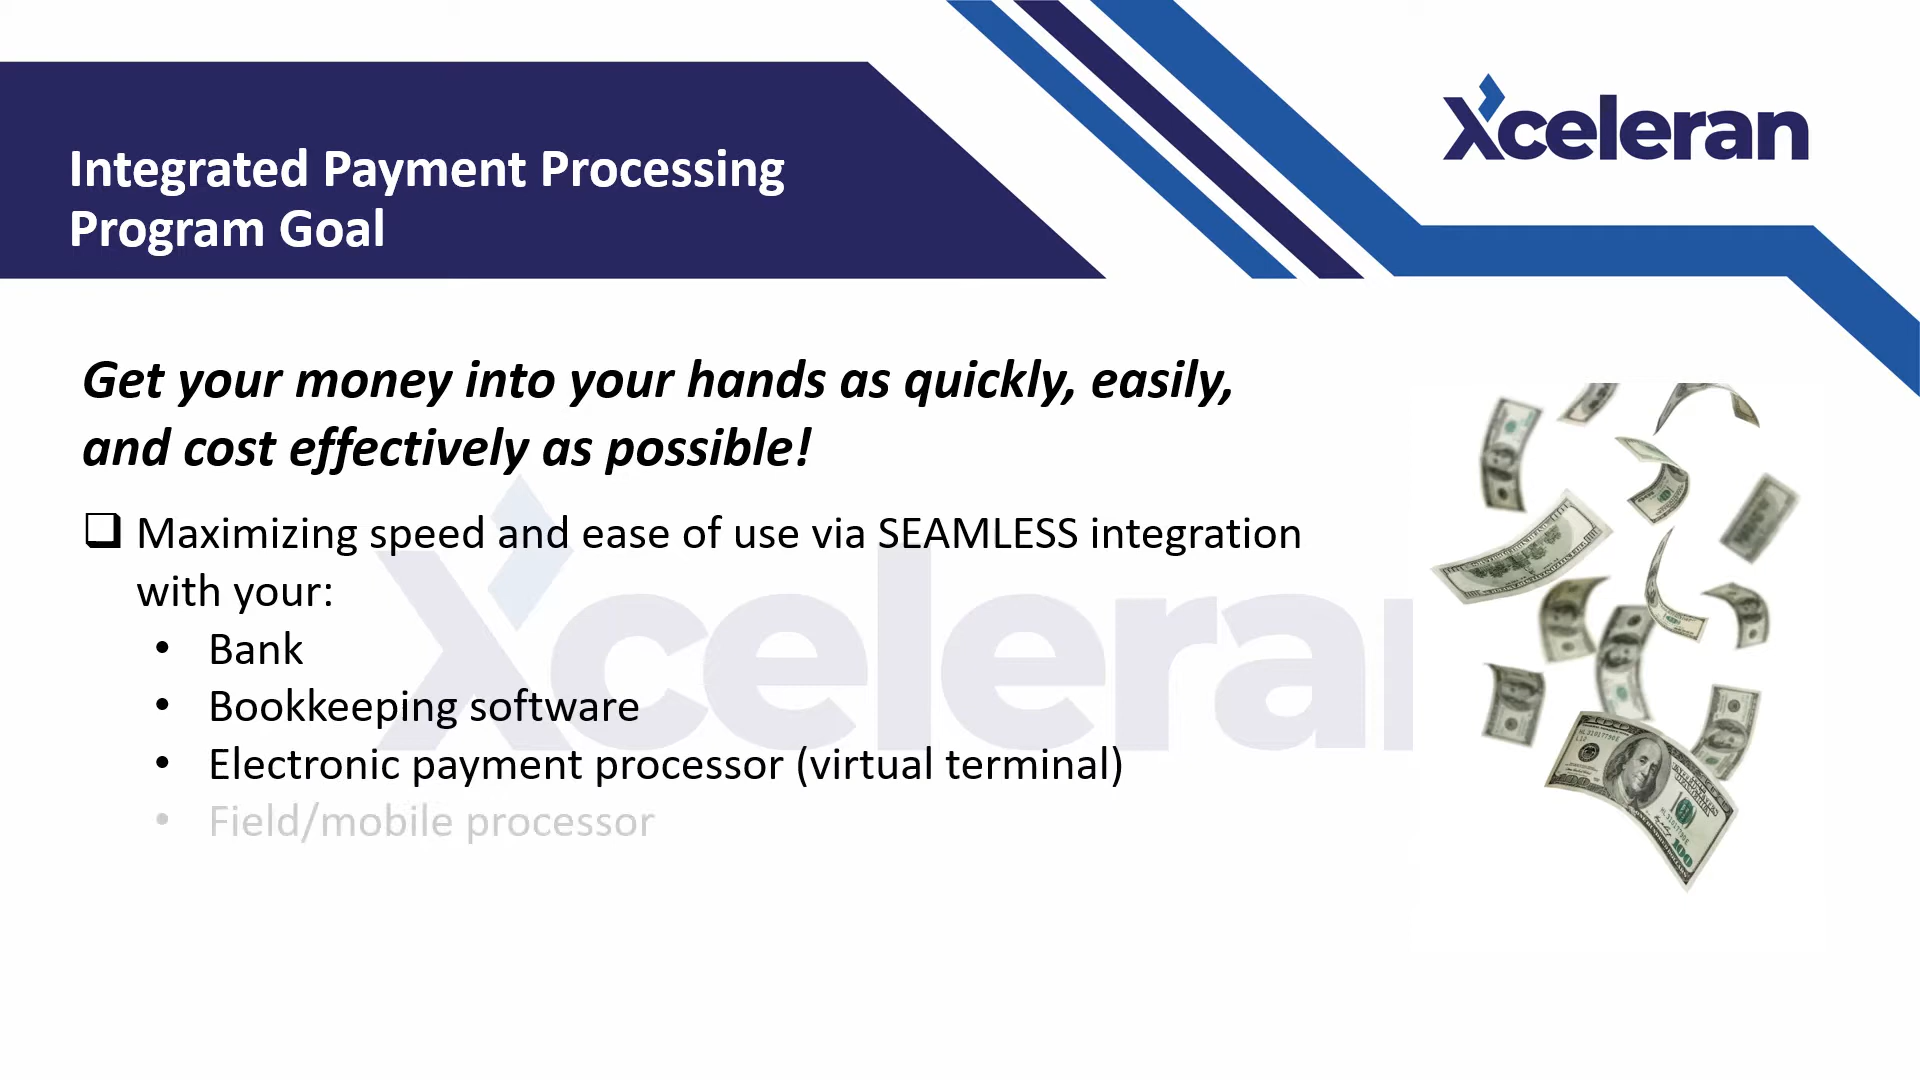 Xceleran
Integrated Payment Processing
Program Goal
Get your money into your hands as quickly, easily,
and cost effectively as possible!
❑ Maximizing speed and ease of use via SEAMLESS integration
with your:
• Bank
• Bookkeeping software
• Electronic payment processor (virtual terminal)
• Field/mobile processor
Xceleran
100